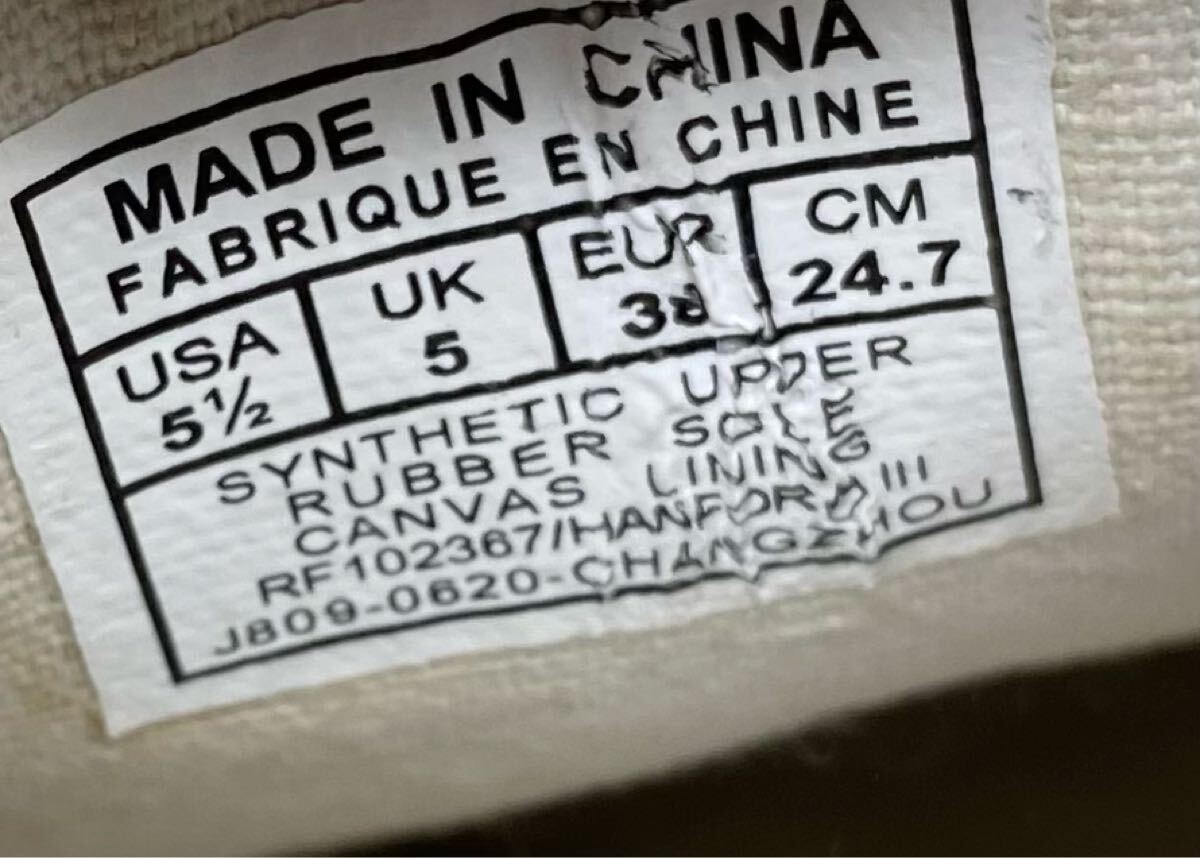 MADE IN CHINA
FABRIQUE EN CHINE
USA UK EUR CM
5½ 5 38 24.7
SYNTHETIC UPPER
RUBBER SOLE
CANVAS LINING
RF102367/HANFORD III
J809-0620-CHANGZHOU